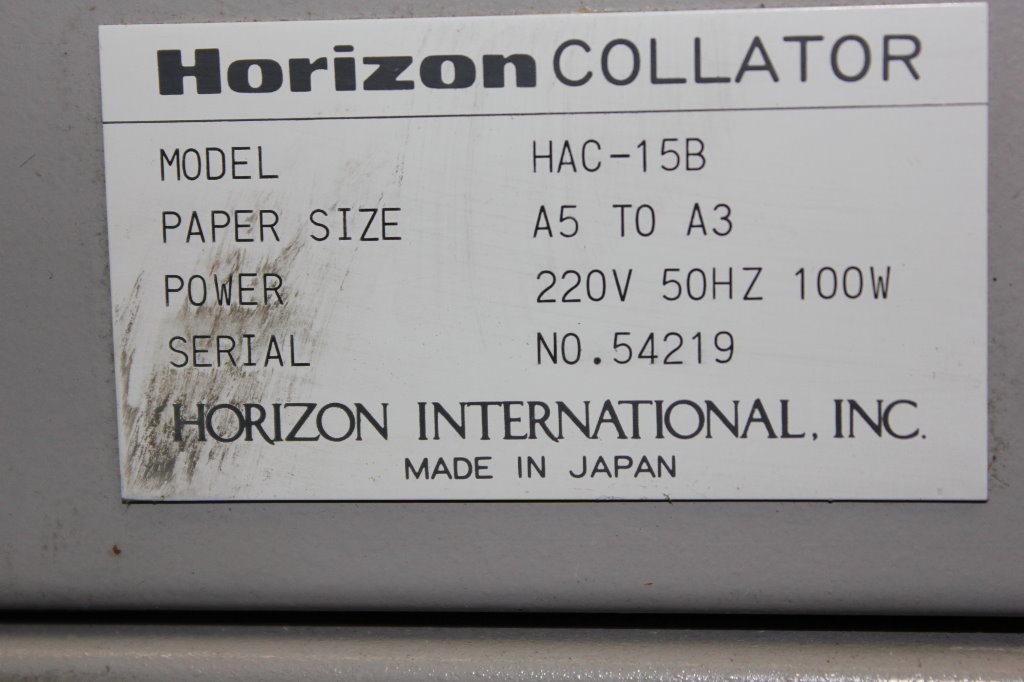 Horizon COLLATOR
MODEL HAC-15B
PAPER SIZE A5 TO A3
POWER 220V 50HZ 100W
SERIAL NO.54219
HORIZON INTERNATIONAL, INC.
MADE IN JAPAN